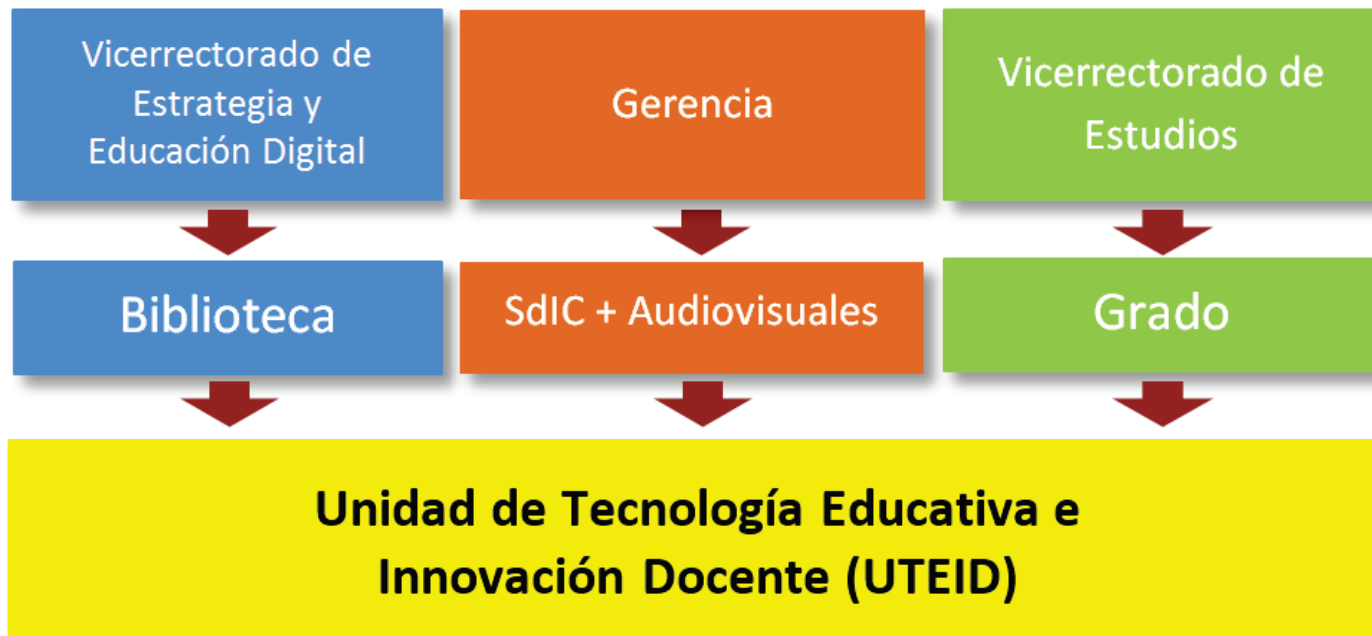 Vicerrectorado de
Estrategia y
Educación Digital
Gerencia
Vicerrectorado de
Estudios
Biblioteca
SdIC + Audiovisuales
Grado
Unidad de Tecnología Educativa e
Innovación Docente (UTEID)